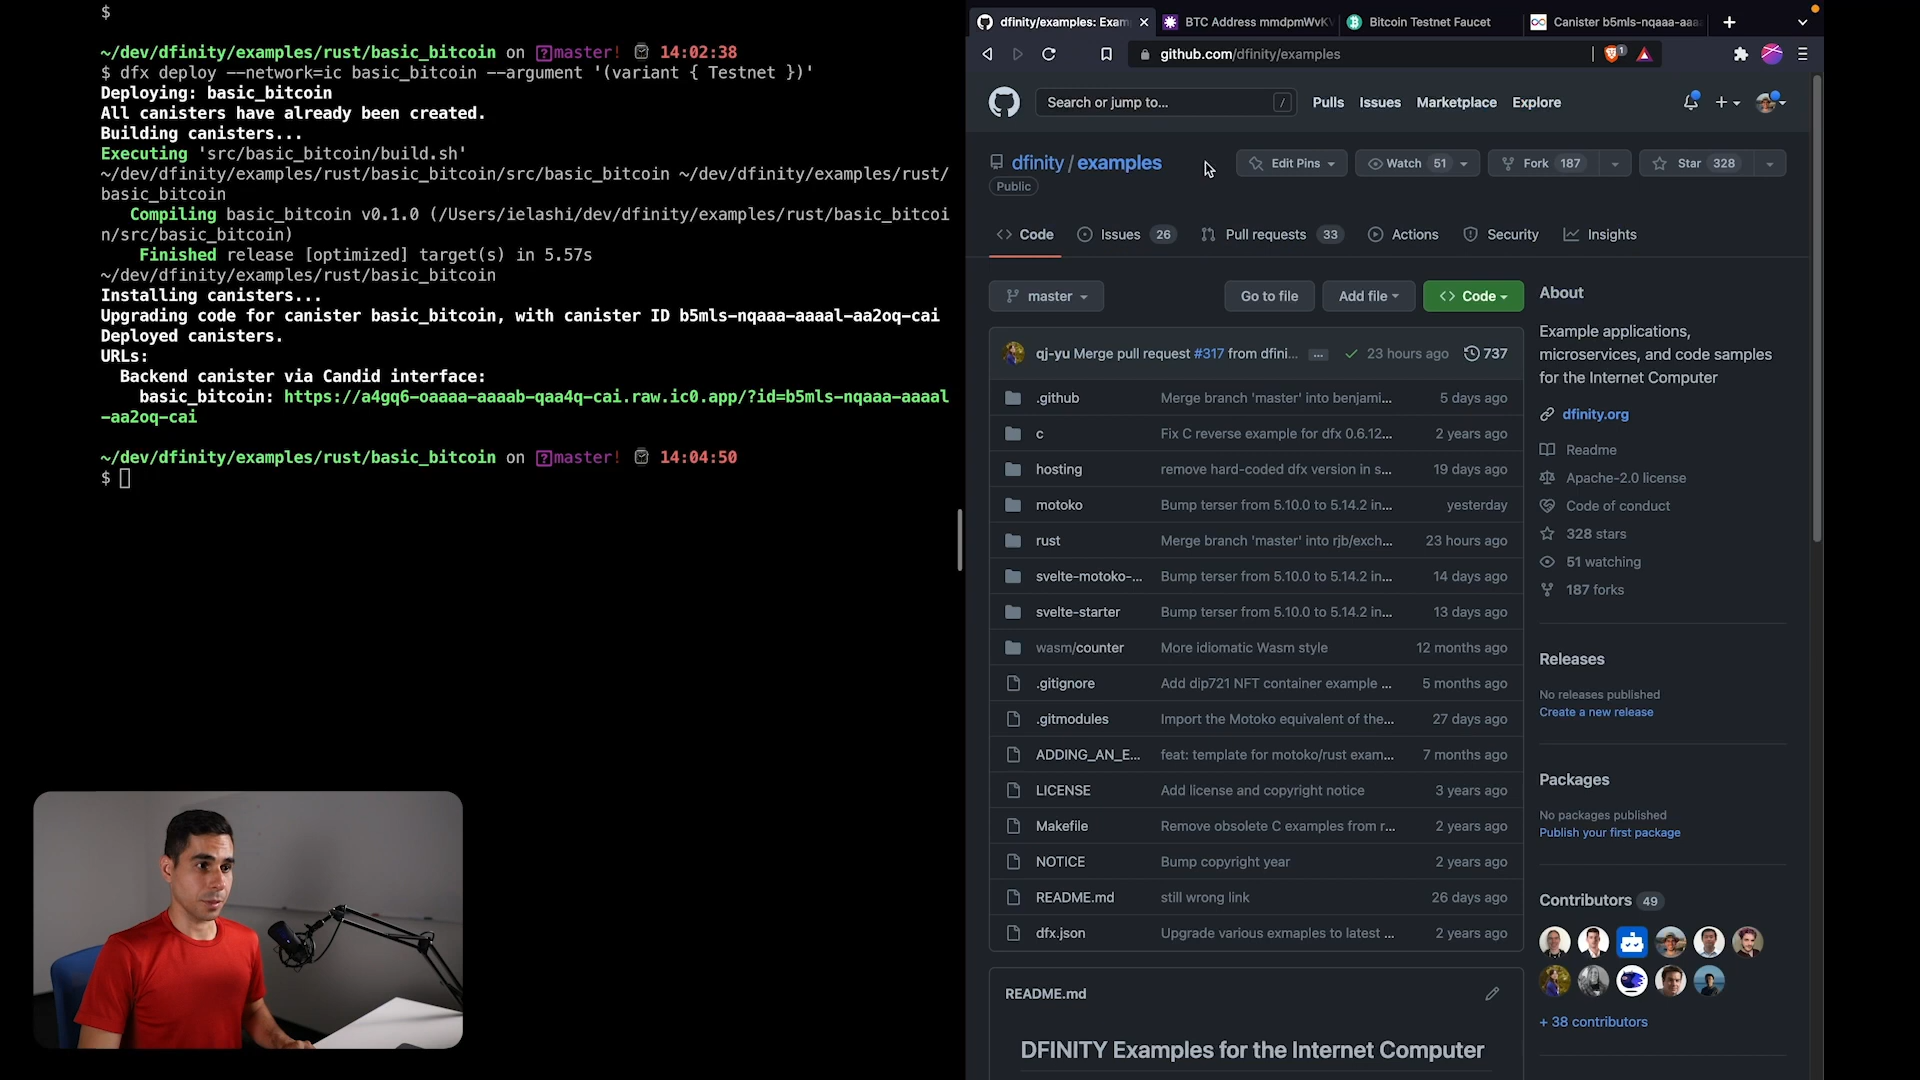 $
~/dev/dfinity/examples/rust/basic_bitcoin on ?master! 14:02:38
$ dfx deploy --network=ic basic_bitcoin --argument '(variant { Testnet })'
Deploying: basic_bitcoin
All canisters have already been created.
Building canisters...
Executing 'src/basic_bitcoin/build.sh'
~/dev/dfinity/examples/rust/basic_bitcoin/src/basic_bitcoin ~/dev/dfinity/examples/rust/
basic_bitcoin
Compiling basic_bitcoin v0.1.0 (/Users/ielashi/dev/dfinity/examples/rust/basic_bitcoi
n/src/basic_bitcoin)
Finished release [optimized] target(s) in 5.57s
~/dev/dfinity/examples/rust/basic_bitcoin
Installing canisters...
Upgrading code for canister basic_bitcoin, with canister ID b5mls-nqaaa-aaaal-aa2oq-cai
Deployed canisters.
URLs:
Backend canister via Candid interface:
basic_bitcoin: https://a4gq6-oaaaa-aaaab-qaa4q-cai.raw.ic0.app/?id=b5mls-nqaaa-aaaal
-aa2oq-cai
~/dev/dfinity/examples/rust/basic_bitcoin on ?master! 14:04:50
$
dfinity/examples: Exam
BTC Address mmdpmWvKV
Bitcoin Testnet Faucet
Canister b5mls-nqaaa-aaa
github.com/dfinity/examples
1
Search or jump to... /
Pulls Issues Marketplace Explore
dfinity / examples
Public
Edit Pins
Watch 51
Fork 187
Star 328
Code
Issues 26
Pull requests 33
Actions
Security
Insights
master
Go to file
Add file
Code
qj-yu Merge pull request #317 from dfini... ... 23 hours ago 737
.github Merge branch 'master' into benjami... 5 days ago
c Fix C reverse example for dfx 0.6.12... 2 years ago
hosting remove hard-coded dfx version in s... 19 days ago
motoko Bump terser from 5.10.0 to 5.14.2 in... yesterday
rust Merge branch 'master' into rjb/exch... 23 hours ago
svelte-motoko-... Bump terser from 5.10.0 to 5.14.2 in... 14 days ago
svelte-starter Bump terser from 5.10.0 to 5.14.2 in... 13 days ago
wasm/counter More idiomatic Wasm style 12 months ago
.gitignore Add dip721 NFT container example ... 5 months ago
.gitmodules Import the Motoko equivalent of the... 27 days ago
ADDING_AN_E... feat: template for motoko/rust exam... 7 months ago
LICENSE Add license and copyright notice 3 years ago
Makefile Remove obsolete C examples from r... 2 years ago
NOTICE Bump copyright year 2 years ago
README.md still wrong link 26 days ago
dfx.json Upgrade various exmaples to latest ... 2 years ago
README.md
DFINITY Examples for the Internet Computer
About
Example applications,
microservices, and code samples
for the Internet Computer
dfinity.org
Readme
Apache-2.0 license
Code of conduct
328 stars
51 watching
187 forks
Releases
No releases published
Create a new release
Packages
No packages published
Publish your first package
Contributors 49
+ 38 contributors